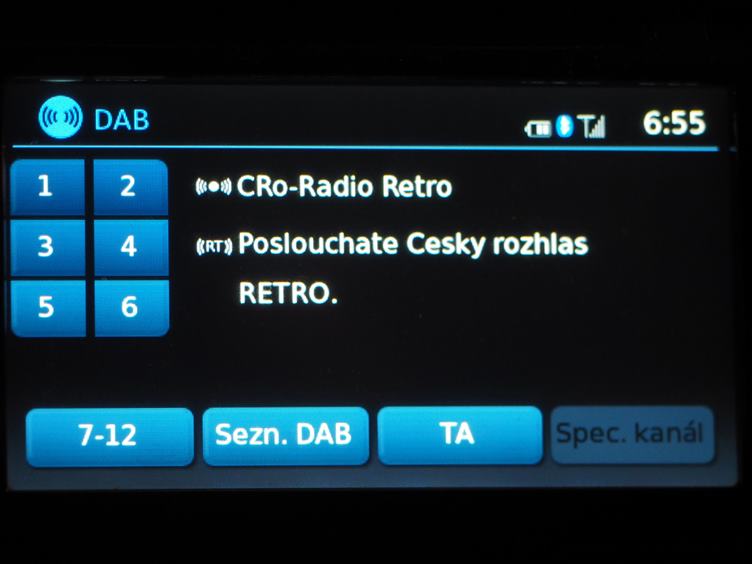 DAB
6:55
1 2
3 4
5 6
CRo-Radio Retro
RT Poslouchate Cesky rozhlas
RETRO.
7-12 Sezn. DAB TA Spec. kanál